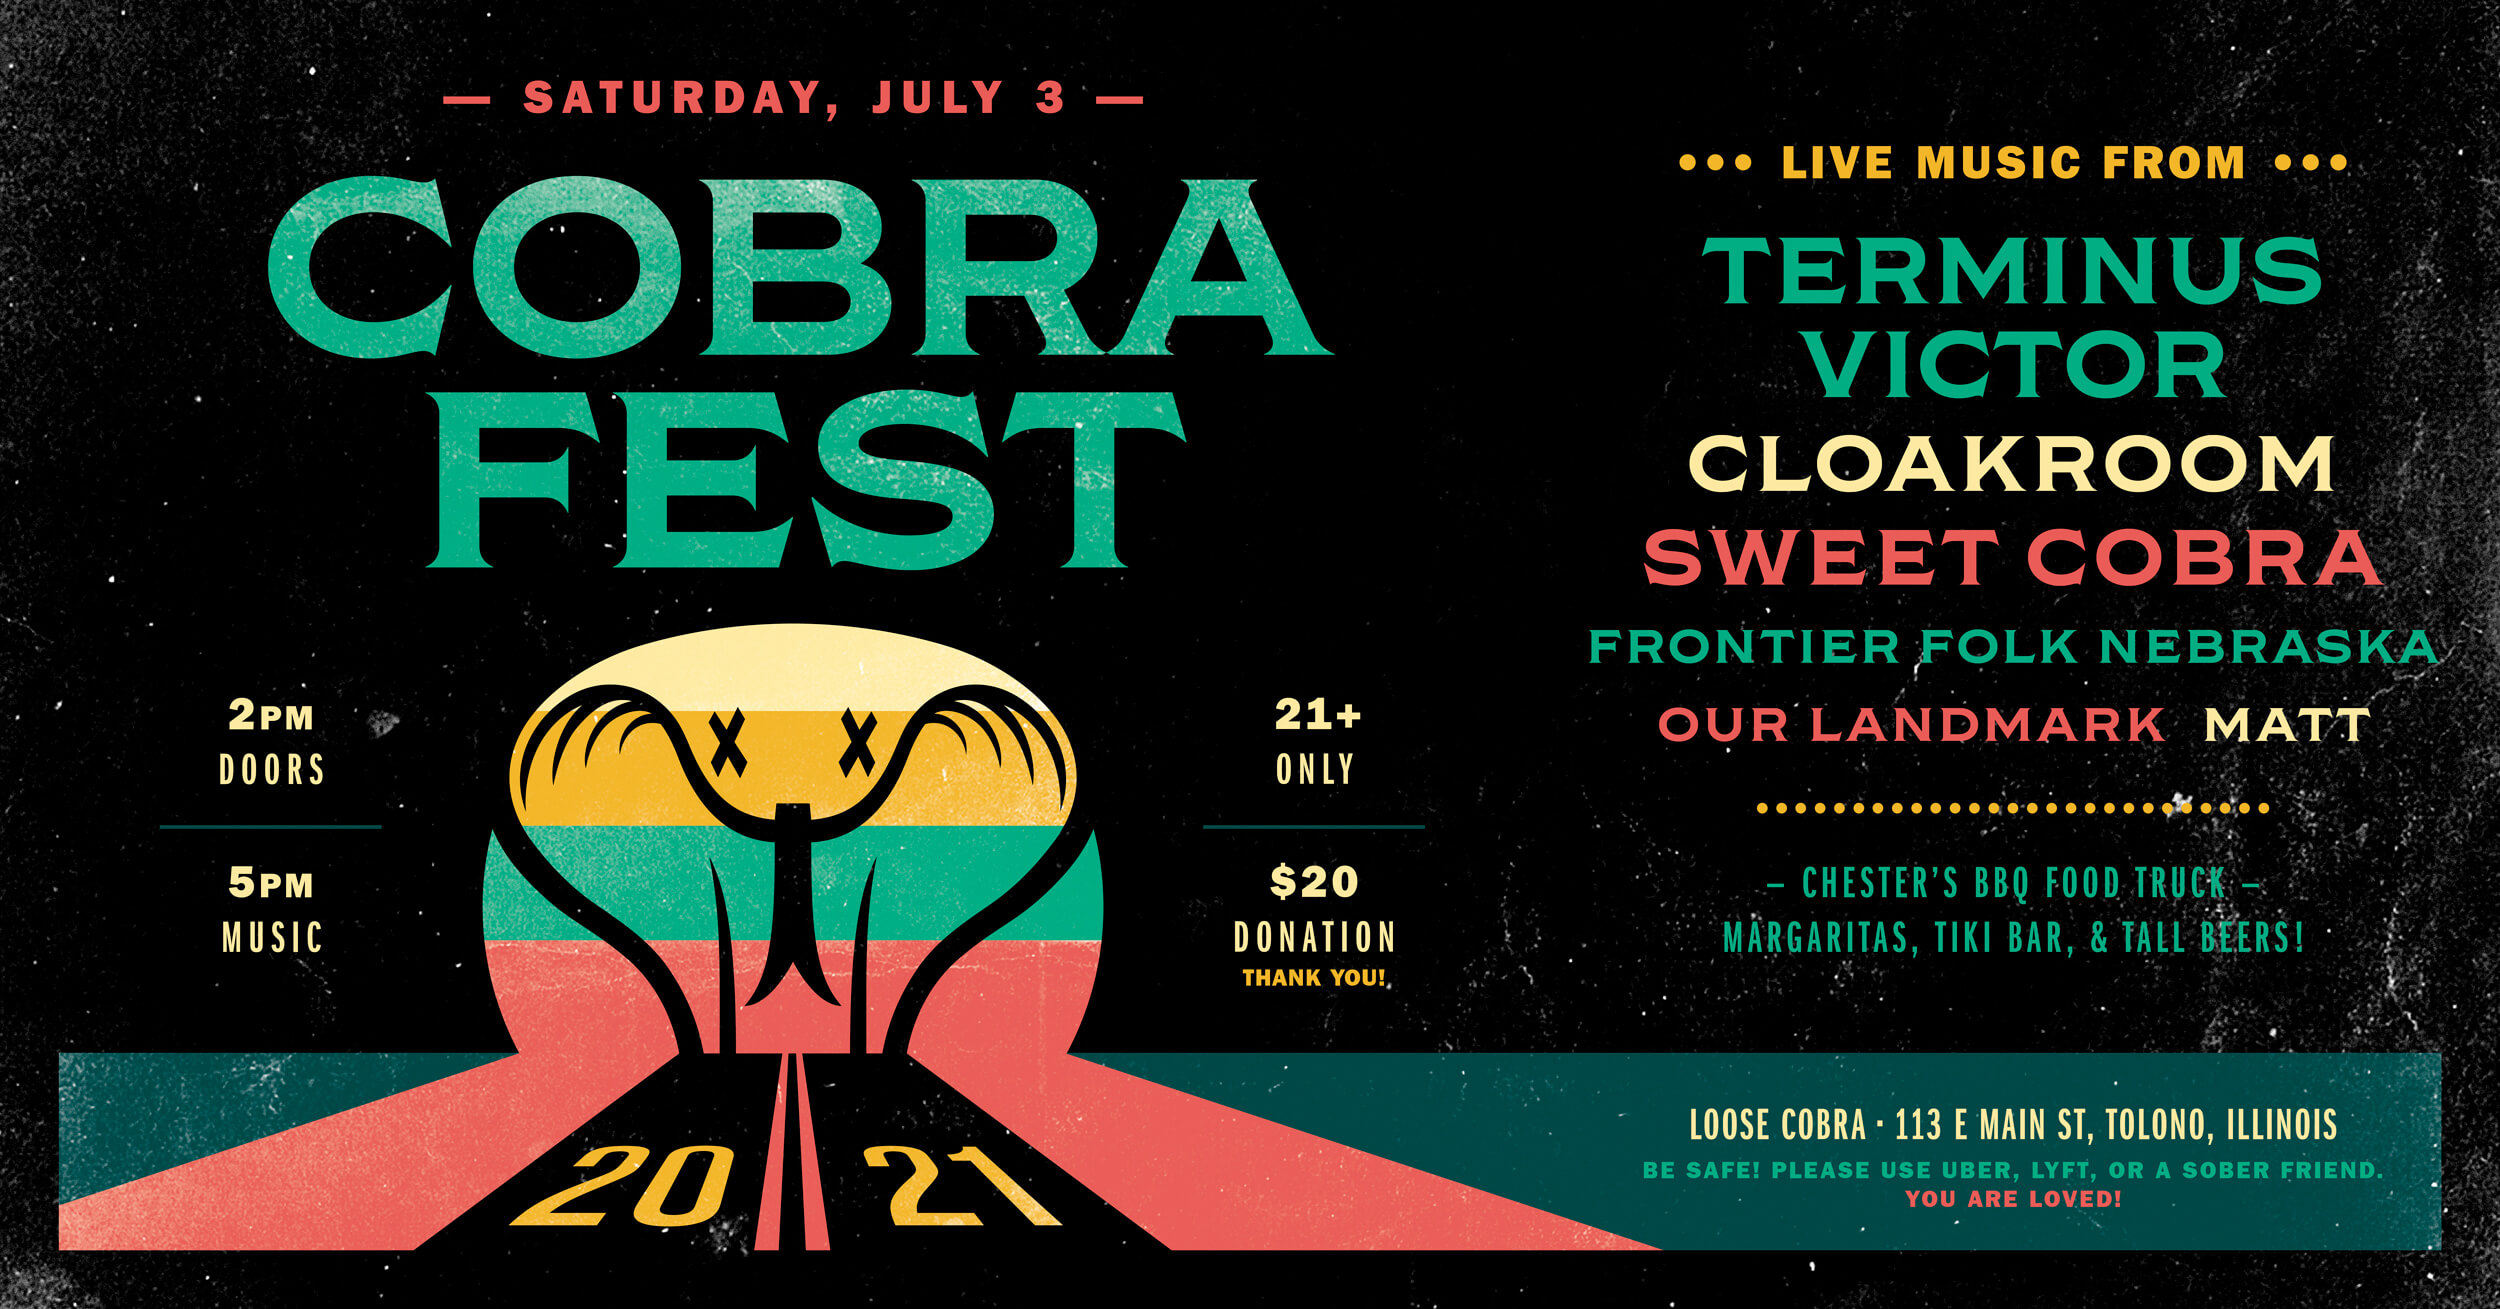 — SATURDAY, JULY 3 —
COBRA
FEST
2PM
DOORS
5PM
MUSIC
21+
ONLY
$20
DONATION
THANK YOU!
2021
••• LIVE MUSIC FROM •••
TERMINUS
VICTOR
CLOAKROOM
SWEET COBRA
FRONTIER FOLK NEBRASKA
OUR LANDMARK MATT
– CHESTER'S BBQ FOOD TRUCK –
MARGARITAS, TIKI BAR, & TALL BEERS!
LOOSE COBRA · 113 E MAIN ST, TOLONO, ILLINOIS
BE SAFE! PLEASE USE UBER, LYFT, OR A SOBER FRIEND.
YOU ARE LOVED!